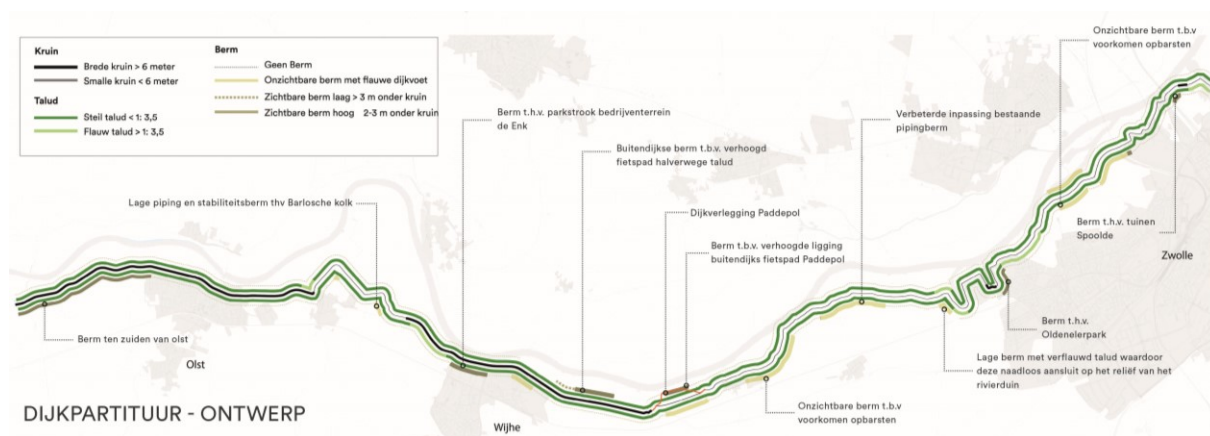 Kruin
Brede kruin > 6 meter
Smalle kruin < 6 meter
Talud
Steil talud < 1: 3,5
Flauw talud > 1: 3,5
Berm
Geen Berm
Onzichtbare berm met flauwe dijkvoet
Zichtbare berm laag > 3 m onder kruin
Zichtbare berm hoog 2-3 m onder kruin
Onzichtbare berm t.b.v
voorkomen opbarsten
Berm t.h.v. parkstrook bedrijventerrein
de Enk
Verbeterde inpassing bestaande
pipingberm
Buitendijkse berm t.b.v. verhoogd
fietspad halverwege talud
Lage piping en stabiliteitsberm thv Barlosche kolk
Dijkverlegging Paddepol
Berm t.b.v. verhoogde ligging
buitendijks fietspad Paddepol
Berm t.h.v. tuinen
Spoolde
Zwolle
Berm ten zuiden van olst
Olst
Berm t.h.v.
Oldenelerpark
Lage berm met verflauwd talud waardoor
deze naadloos aansluit op het reliëf van het
rivierduin
Onzichtbare berm t.b.v
voorkomen opbarsten
DIJKPARTITUUR - ONTWERP
Wijhe